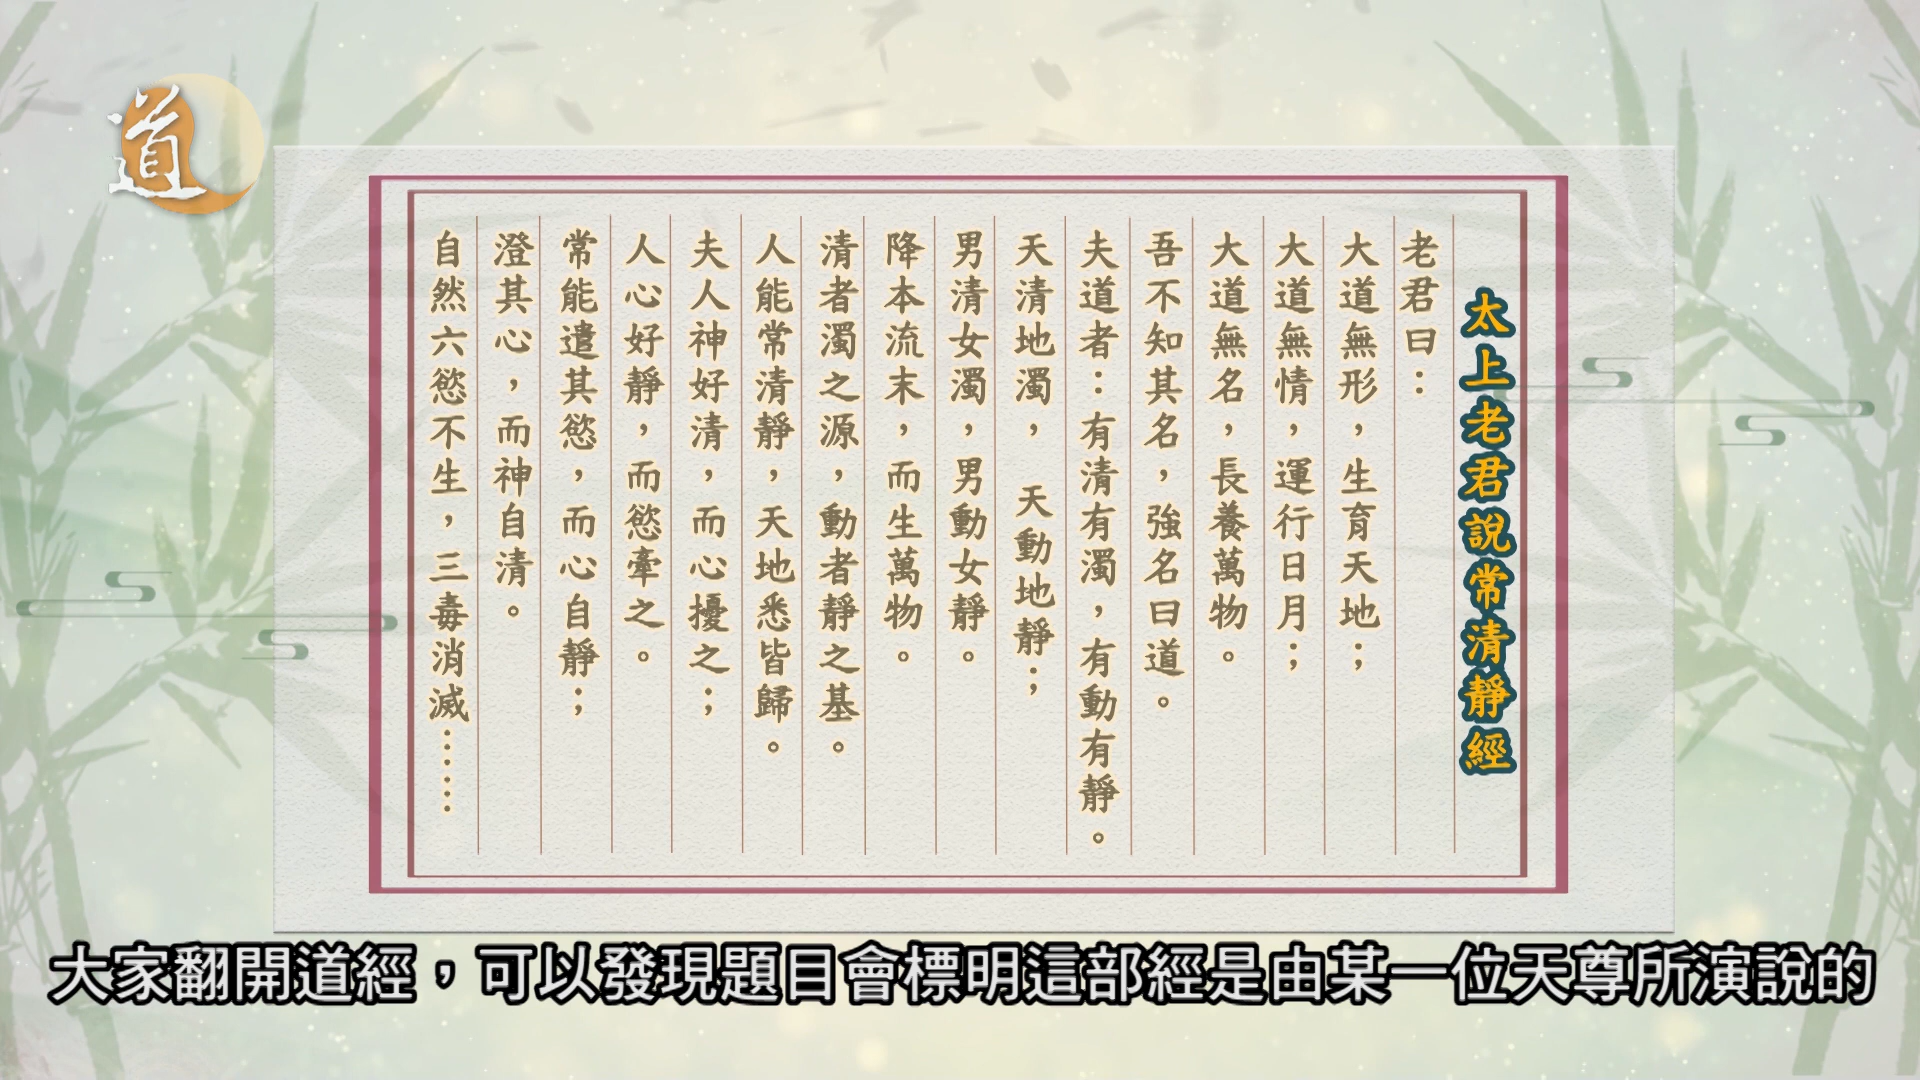 道
太上老君說常清靜經
老君曰：
大道無形，生育天地；
大道無情，運行日月；
大道無名，長養萬物。
吾不知其名，強名曰道。
夫道者：有清有濁，有動有靜。
天清地濁，天動地靜；
男清女濁，男動女靜。
降本流末，而生萬物。
清者濁之源，動者靜之基。
人能常清靜，天地悉皆歸。
夫人神好清，而心擾之；
人心好靜，而慾牽之。
常能遣其慾，而心自靜；
澄其心，而神自清。
自然六慾不生，三毒消滅⋯⋯
大家翻開道經，可以發現題目會標明這部經是由某一位天尊所演說的